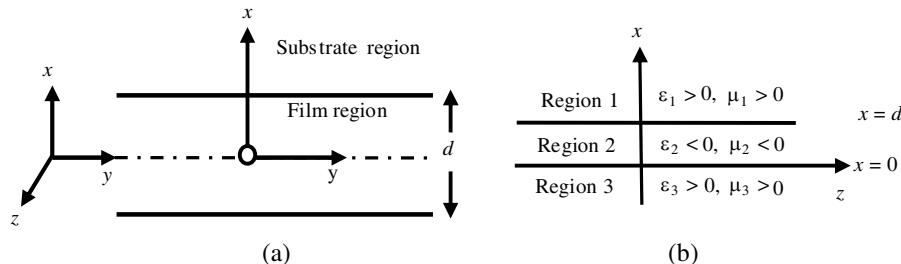 x
Substrate region
x
Film region
d
y
y
z
(a)
x
Region 1 ε₁ > 0, μ₁ > 0
x = d
Region 2 ε₂ < 0, μ₂ < 0
x = 0
Region 3 ε₃ > 0, μ₃ > 0
z
(b)